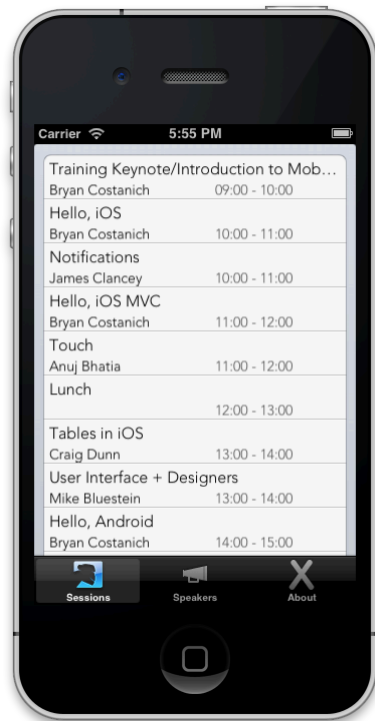 Carrier 5:55 PM
Training Keynote/Introduction to Mob...
Bryan Costanich 09:00 - 10:00
Hello, iOS
Bryan Costanich 10:00 - 11:00
Notifications
James Clancey 10:00 - 11:00
Hello, iOS MVC
Bryan Costanich 11:00 - 12:00
Touch
Anuj Bhatia 11:00 - 12:00
Lunch
12:00 - 13:00
Tables in iOS
Craig Dunn 13:00 - 14:00
User Interface + Designers
Mike Bluestein 13:00 - 14:00
Hello, Android
Bryan Costanich 14:00 - 15:00
Sessions Speakers About